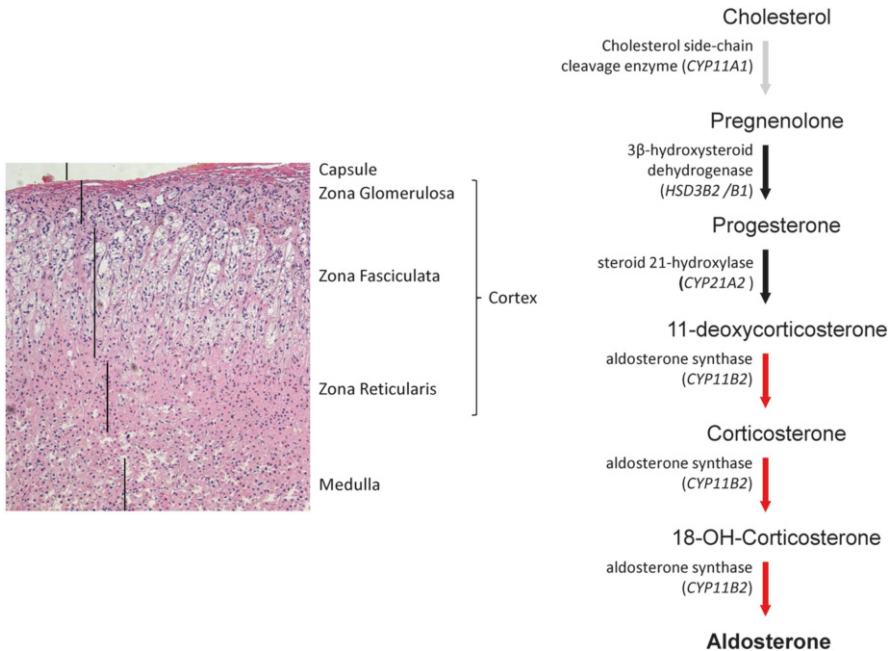 Capsule
Zona Glomerulosa
Zona Fasciculata
Cortex
Zona Reticularis
Medulla
Cholesterol
Cholesterol side-chain
cleavage enzyme (CYP11A1)
Pregnenolone
3β-hydroxysteroid
dehydrogenase
(HSD3B2 /B1)
Progesterone
steroid 21-hydroxylase
(CYP21A2 )
11-deoxycorticosterone
aldosterone synthase
(CYP11B2)
Corticosterone
aldosterone synthase
(CYP11B2)
18-OH-Corticosterone
aldosterone synthase
(CYP11B2)
Aldosterone